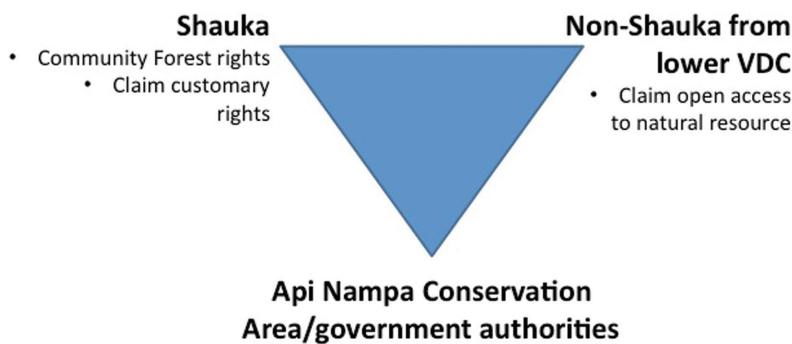 Shauka
• Community Forest rights
• Claim customary
rights
Non-Shauka from
lower VDC
• Claim open access
to natural resource
Api Nampa Conservation
Area/government authorities